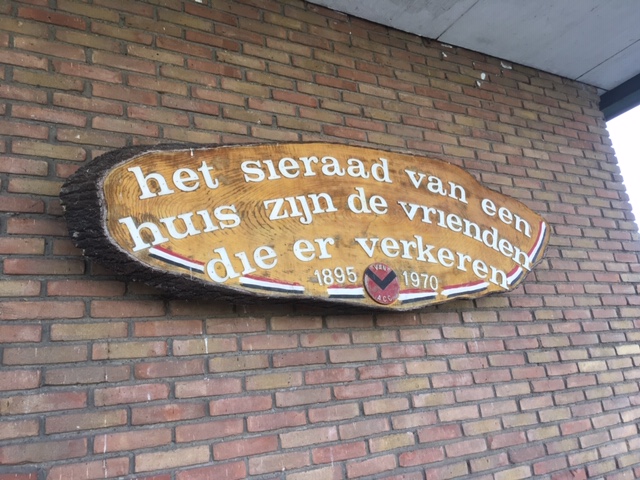 het sieraad van een
huis zijn de vrienden
die er verkeren
1895 1970
V.R.A.
A.C.C.